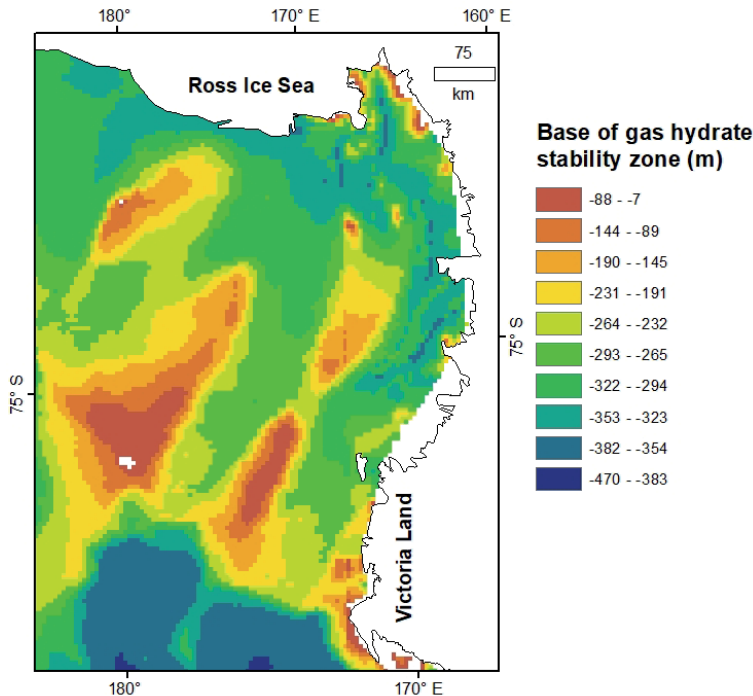 180°
170° E
160° E
75
km
Ross Ice Sea
75° S
75° S
Victoria Land
180°
170° E
Base of gas hydrate
stability zone (m)
-88 - -7
-144 - -89
-190 - -145
-231 - -191
-264 - -232
-293 - -265
-322 - -294
-353 - -323
-382 - -354
-470 - -383